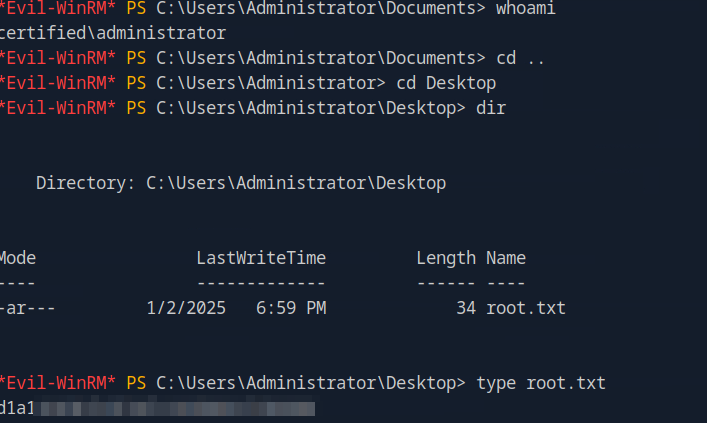 *Evil-WinRM* PS C:\Users\Administrator\Documents> whoami
certified\administrator
*Evil-WinRM* PS C:\Users\Administrator\Documents> cd ..
*Evil-WinRM* PS C:\Users\Administrator> cd Desktop
*Evil-WinRM* PS C:\Users\Administrator\Desktop> dir
Directory: C:\Users\Administrator\Desktop
Mode LastWriteTime Length Name
---- ------------- ------ ----
-ar--- 1/2/2025 6:59 PM 34 root.txt
*Evil-WinRM* PS C:\Users\Administrator\Desktop> type root.txt
d1a1